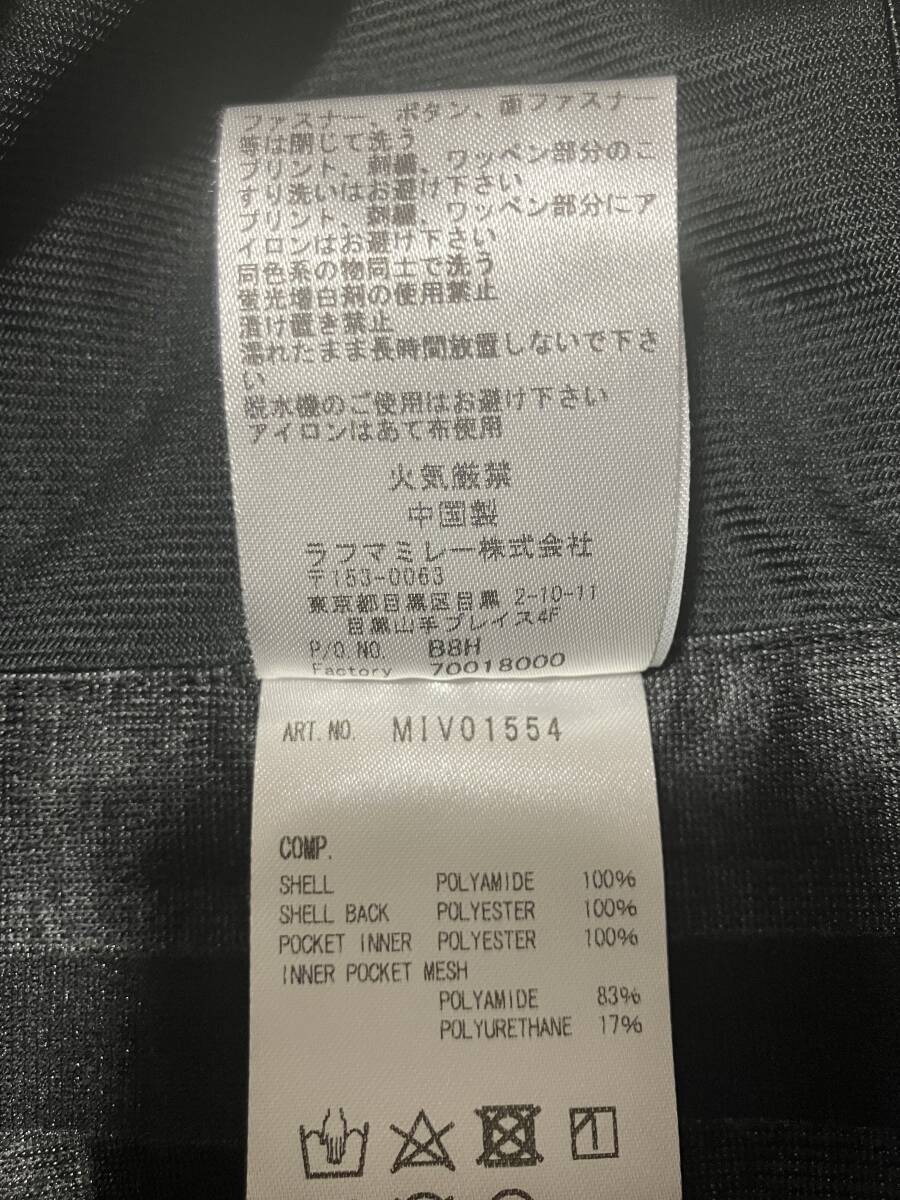 ファスナー、ボタン、面ファスナー
等は閉じて洗う
プリント、刺繍、ワッペン部分のこ
すり洗いはお避け下さい
プリント、刺繍、ワッペン部分にア
イロンはお避け下さい
同色系の物同士で洗う
蛍光増白剤の使用禁止
漬け置き禁止
濡れたまま長時間放置しないで下さ
い
脱水機のご使用はお避け下さい
アイロンはあて布使用
火気厳禁
中国製
ラフマミレー株式会社
〒153-0063
東京都目黒区目黒 2-10-11
目黒山手プレイス4F
P/O.NO. B8H
Factory 70018000
ART.NO. MIV01554
COMP.
SHELL POLYAMIDE 100%
SHELL BACK POLYESTER 100%
POCKET INNER POLYESTER 100%
INNER POCKET MESH
POLYAMIDE 83%
POLYURETHANE 17%